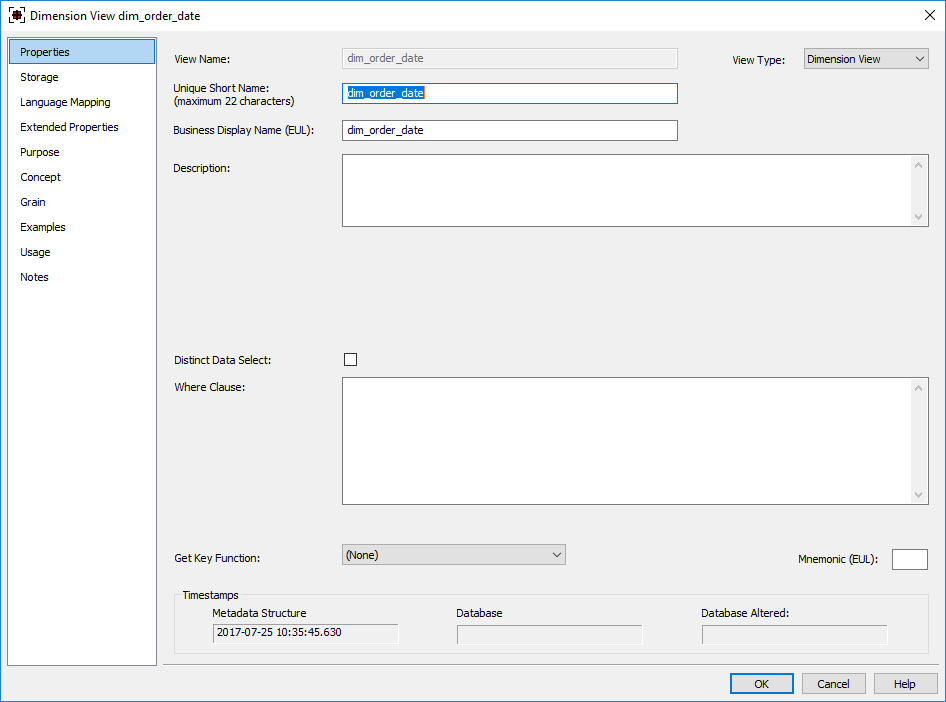 Dimension View dim_order_date
Properties
Storage
Language Mapping
Extended Properties
Purpose
Concept
Grain
Examples
Usage
Notes
View Name: dim_order_date View Type: Dimension View
Unique Short Name:
(maximum 22 characters) dim_order_date
Business Display Name (EUL): dim_order_date
Description:
Distinct Data Select:
Where Clause:
Get Key Function: (None) Mnemonic (EUL):
Timestamps
Metadata Structure Database Database Altered:
2017-07-25 10:35:45.630
OK Cancel Help